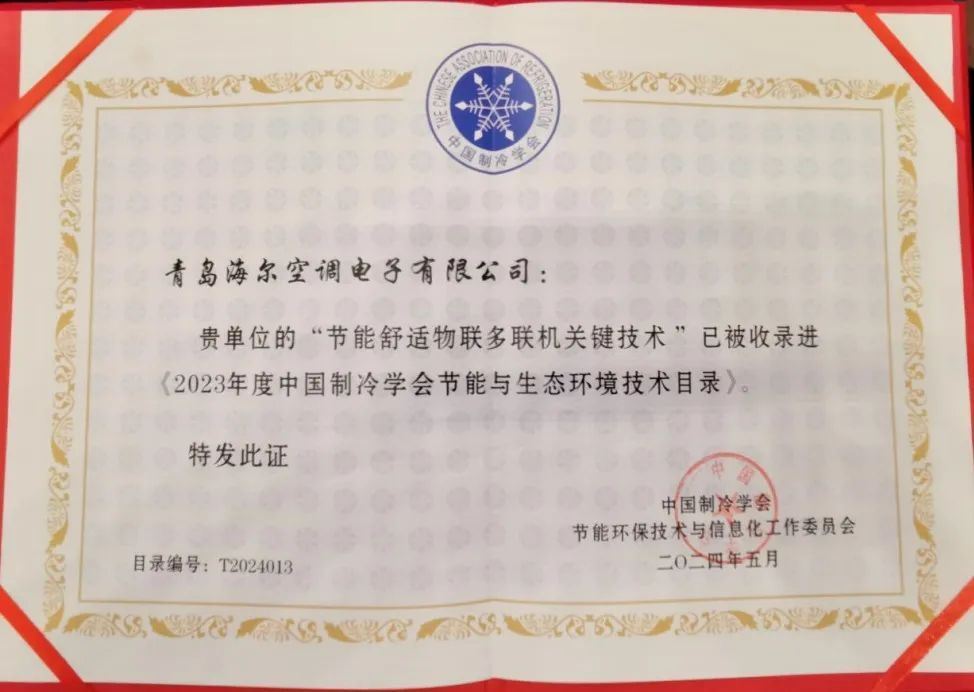 THE CHINESE ASSOCIATION OF REFRIGERATION
中国制冷学会
青岛海尔空调电子有限公司：
贵单位的“节能舒适物联多联机关键技术”已被收录进
《2023年度中国制冷学会节能与生态环境技术目录》。
特发此证
中国制冷学会
节能环保技术与信息化工作委员会
目录编号：T2024013
二〇二四年五月
中国